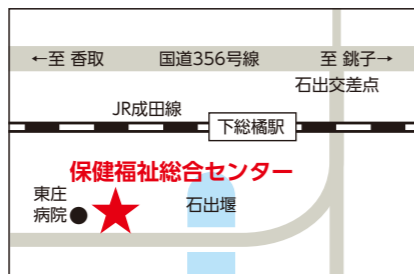 ←至 香取
国道356号線
至 銚子→
石出交差点
JR成田線
下総橘駅
保健福祉総合センター
東庄
病院
石出堰